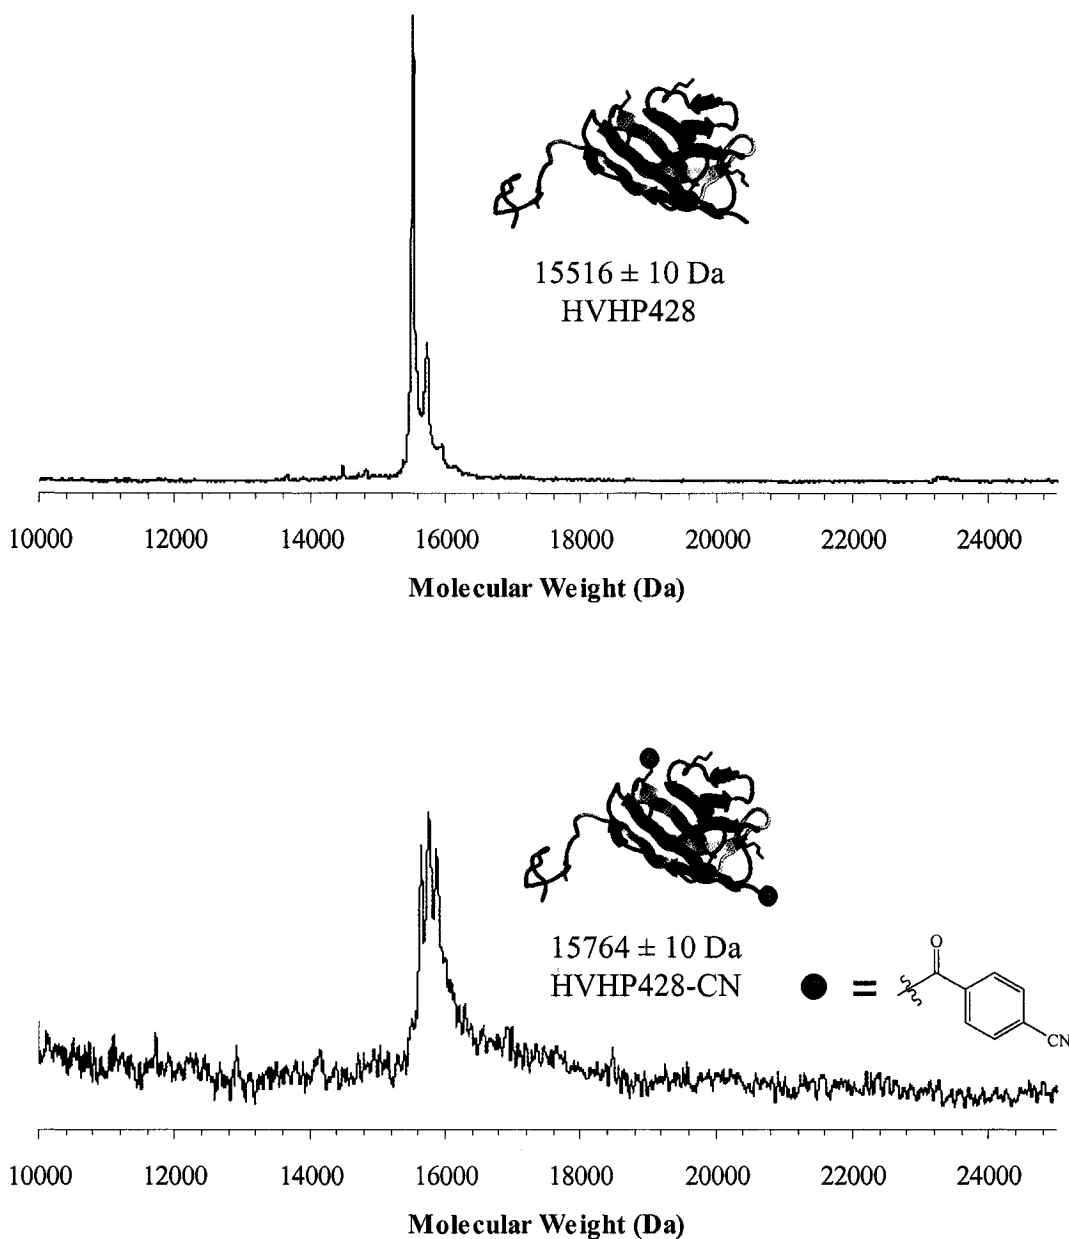 15516 ± 10 Da
HVHP428
10000 12000 14000 16000 18000 20000 22000 24000
Molecular Weight (Da)
15764 ± 10 Da
HVHP428-CN
=
O
CN
10000 12000 14000 16000 18000 20000 22000 24000
Molecular Weight (Da)